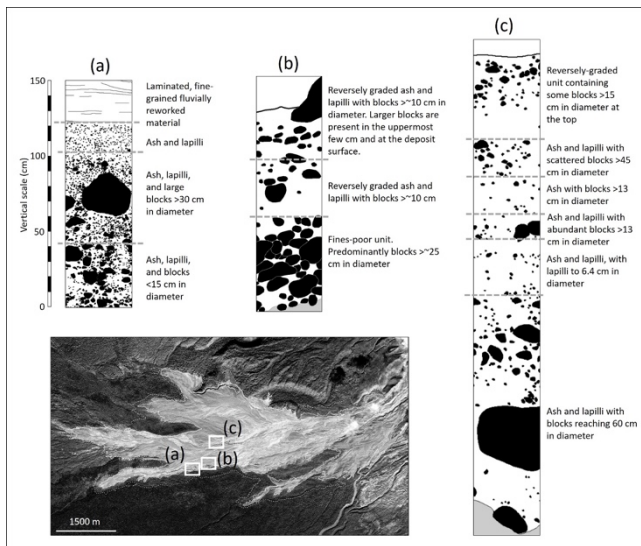 (a)
(b)
(c)
Vertical scale (cm)
150
100
50
0
Laminated, fine-
grained fluvially
reworked
material
Ash and lapilli
Ash, lapilli,
and large
blocks >30 cm
in diameter
Ash, lapilli,
and blocks
<15 cm in
diameter
Reversely graded ash and
lapilli with blocks >~10 cm in
diameter. Larger blocks are
present in the uppermost
few cm and at the deposit
surface.
Reversely graded ash and
lapilli with blocks >~10 cm
Fines-poor unit.
Predominantly blocks >~25
cm in diameter
Reversely-graded
unit containing
some blocks >15
cm in diameter at
the top
Ash and lapilli with
scattered blocks >45
cm in diameter
Ash with blocks >13
cm in diameter
Ash and lapilli with
abundant blocks >13
cm in diameter
Ash and lapilli, with
lapilli to 6.4 cm in
diameter
Ash and lapilli with
blocks reaching 60 cm
in diameter
(a)
(b)
(c)
1500 m